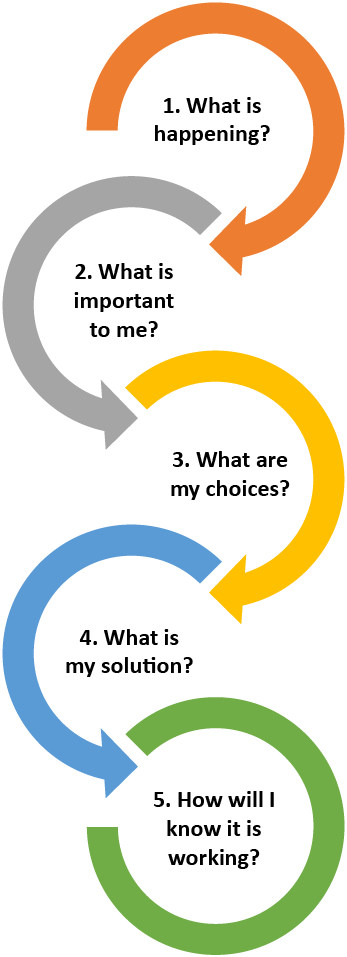 1. What is
happening?
2. What is
important
to me?
3. What are
my choices?
4. What is
my solution?
5. How will I
know it is
working?